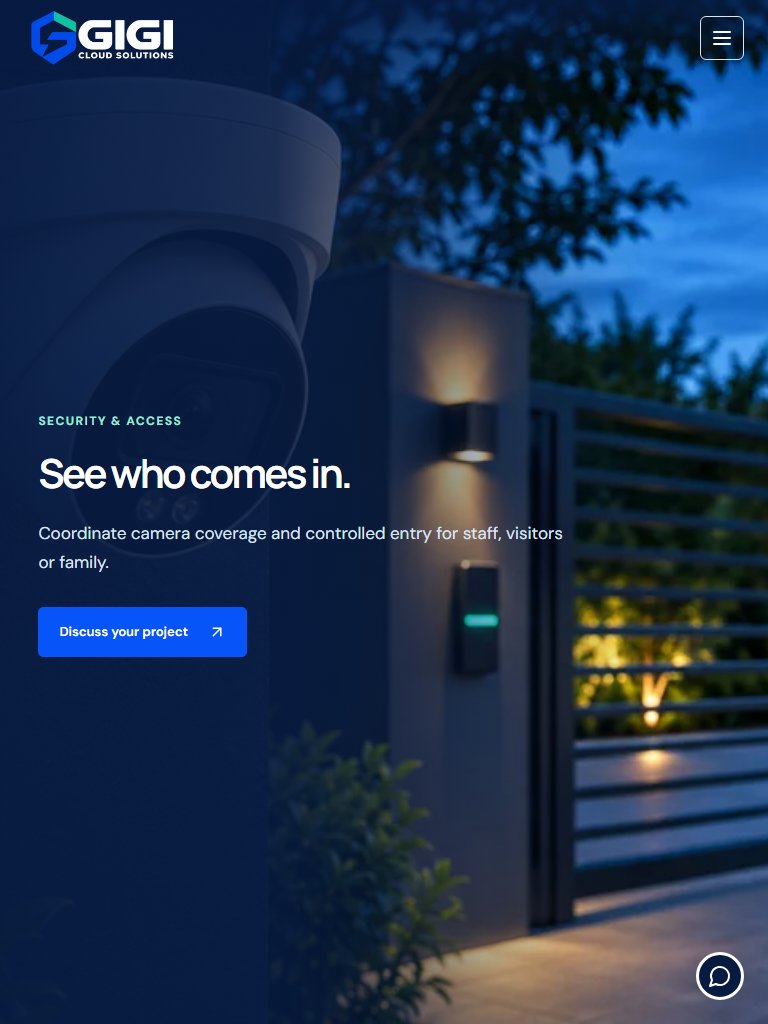 GIGI
CLOUD SOLUTIONS
SECURITY & ACCESS
See who comes in.
Coordinate camera coverage and controlled entry for staff, visitors
or family.
Discuss your project